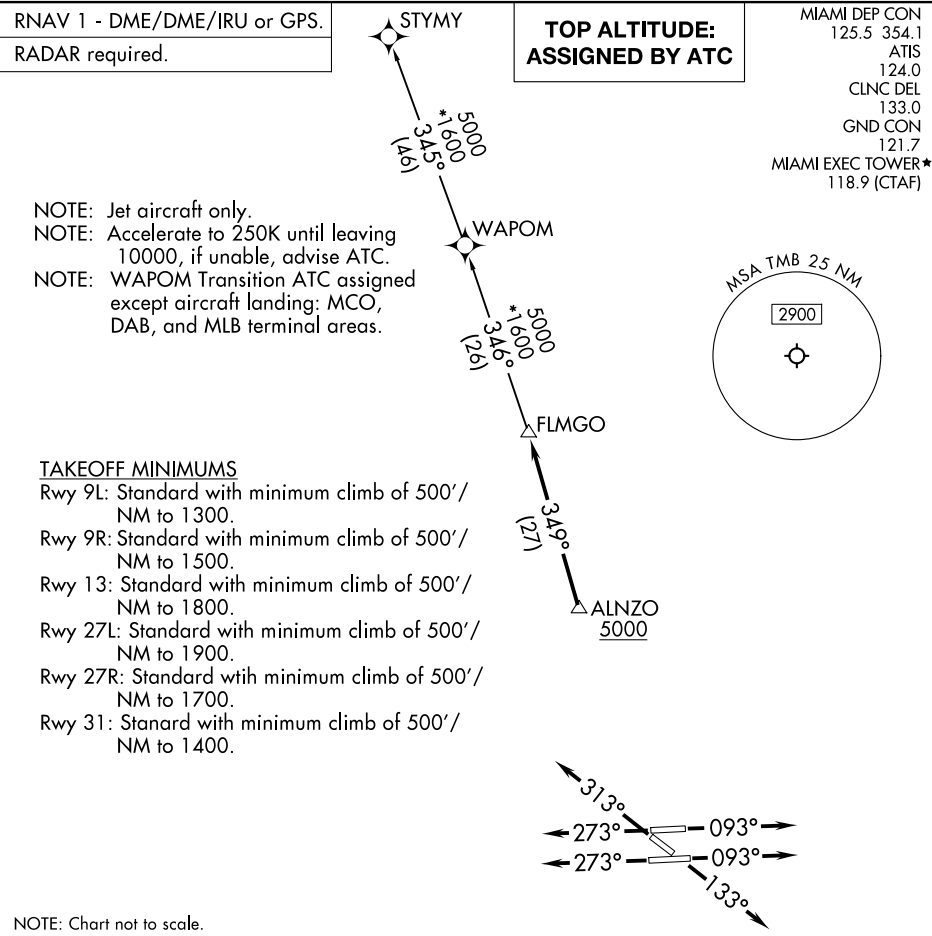 RNAV 1 - DME/DME/IRU or GPS.
RADAR required.
STYMY
TOP ALTITUDE:
ASSIGNED BY ATC
MIAMI DEP CON
125.5 354.1
ATIS
124.0
CLNC DEL
133.0
GND CON
121.7
MIAMI EXEC TOWER★
118.9 (CTAF)
5000
*1600
345°
(46)
NOTE: Jet aircraft only.
NOTE: Accelerate to 250K until leaving
10000, if unable, advise ATC.
NOTE: WAPOM Transition ATC assigned
except aircraft landing: MCO,
DAB, and MLB terminal areas.
WAPOM
MSA TMB 25 NM
2900
5000
*1600
346°
(26)
FLMGO
TAKEOFF MINIMUMS
Rwy 9L: Standard with minimum climb of 500'/
NM to 1300.
Rwy 9R: Standard with minimum climb of 500'/
NM to 1500.
Rwy 13: Standard with minimum climb of 500'/
NM to 1800.
Rwy 27L: Standard with minimum climb of 500'/
NM to 1900.
Rwy 27R: Standard wtih minimum climb of 500'/
NM to 1700.
Rwy 31: Stanard with minimum climb of 500'/
NM to 1400.
349°
(27)
ALNZO
5000
313°
273°
093°
273°
093°
133°
NOTE: Chart not to scale.